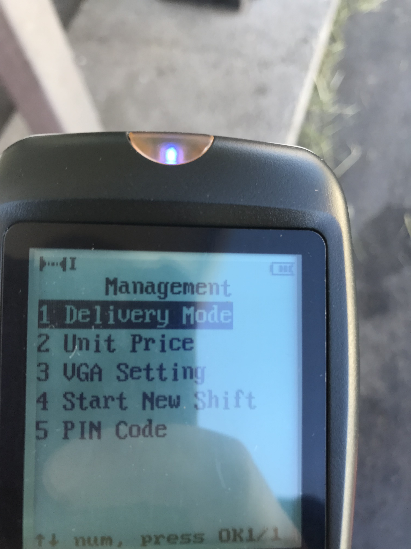 Management
1 Delivery Mode
2 Unit Price
3 VGA Setting
4 Start New Shift
5 PIN Code
↑↓ num, press OK1/1